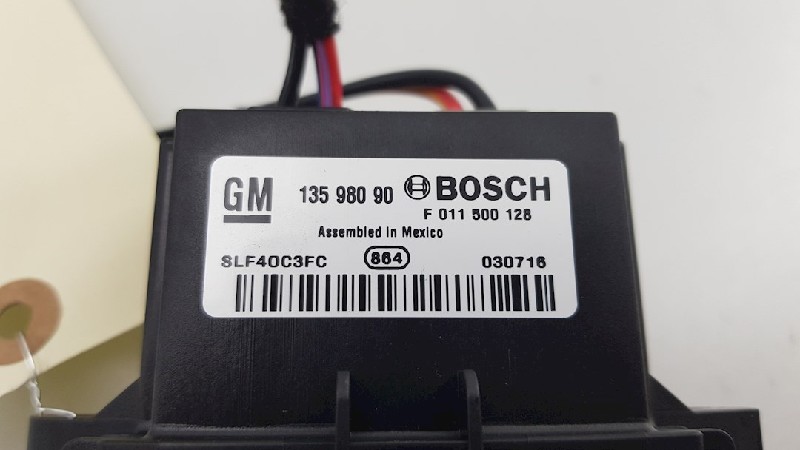 GM 135 980 90 BOSCH
F 011 500 128
Assembled in Mexico
SLF40C3FC 864 030716